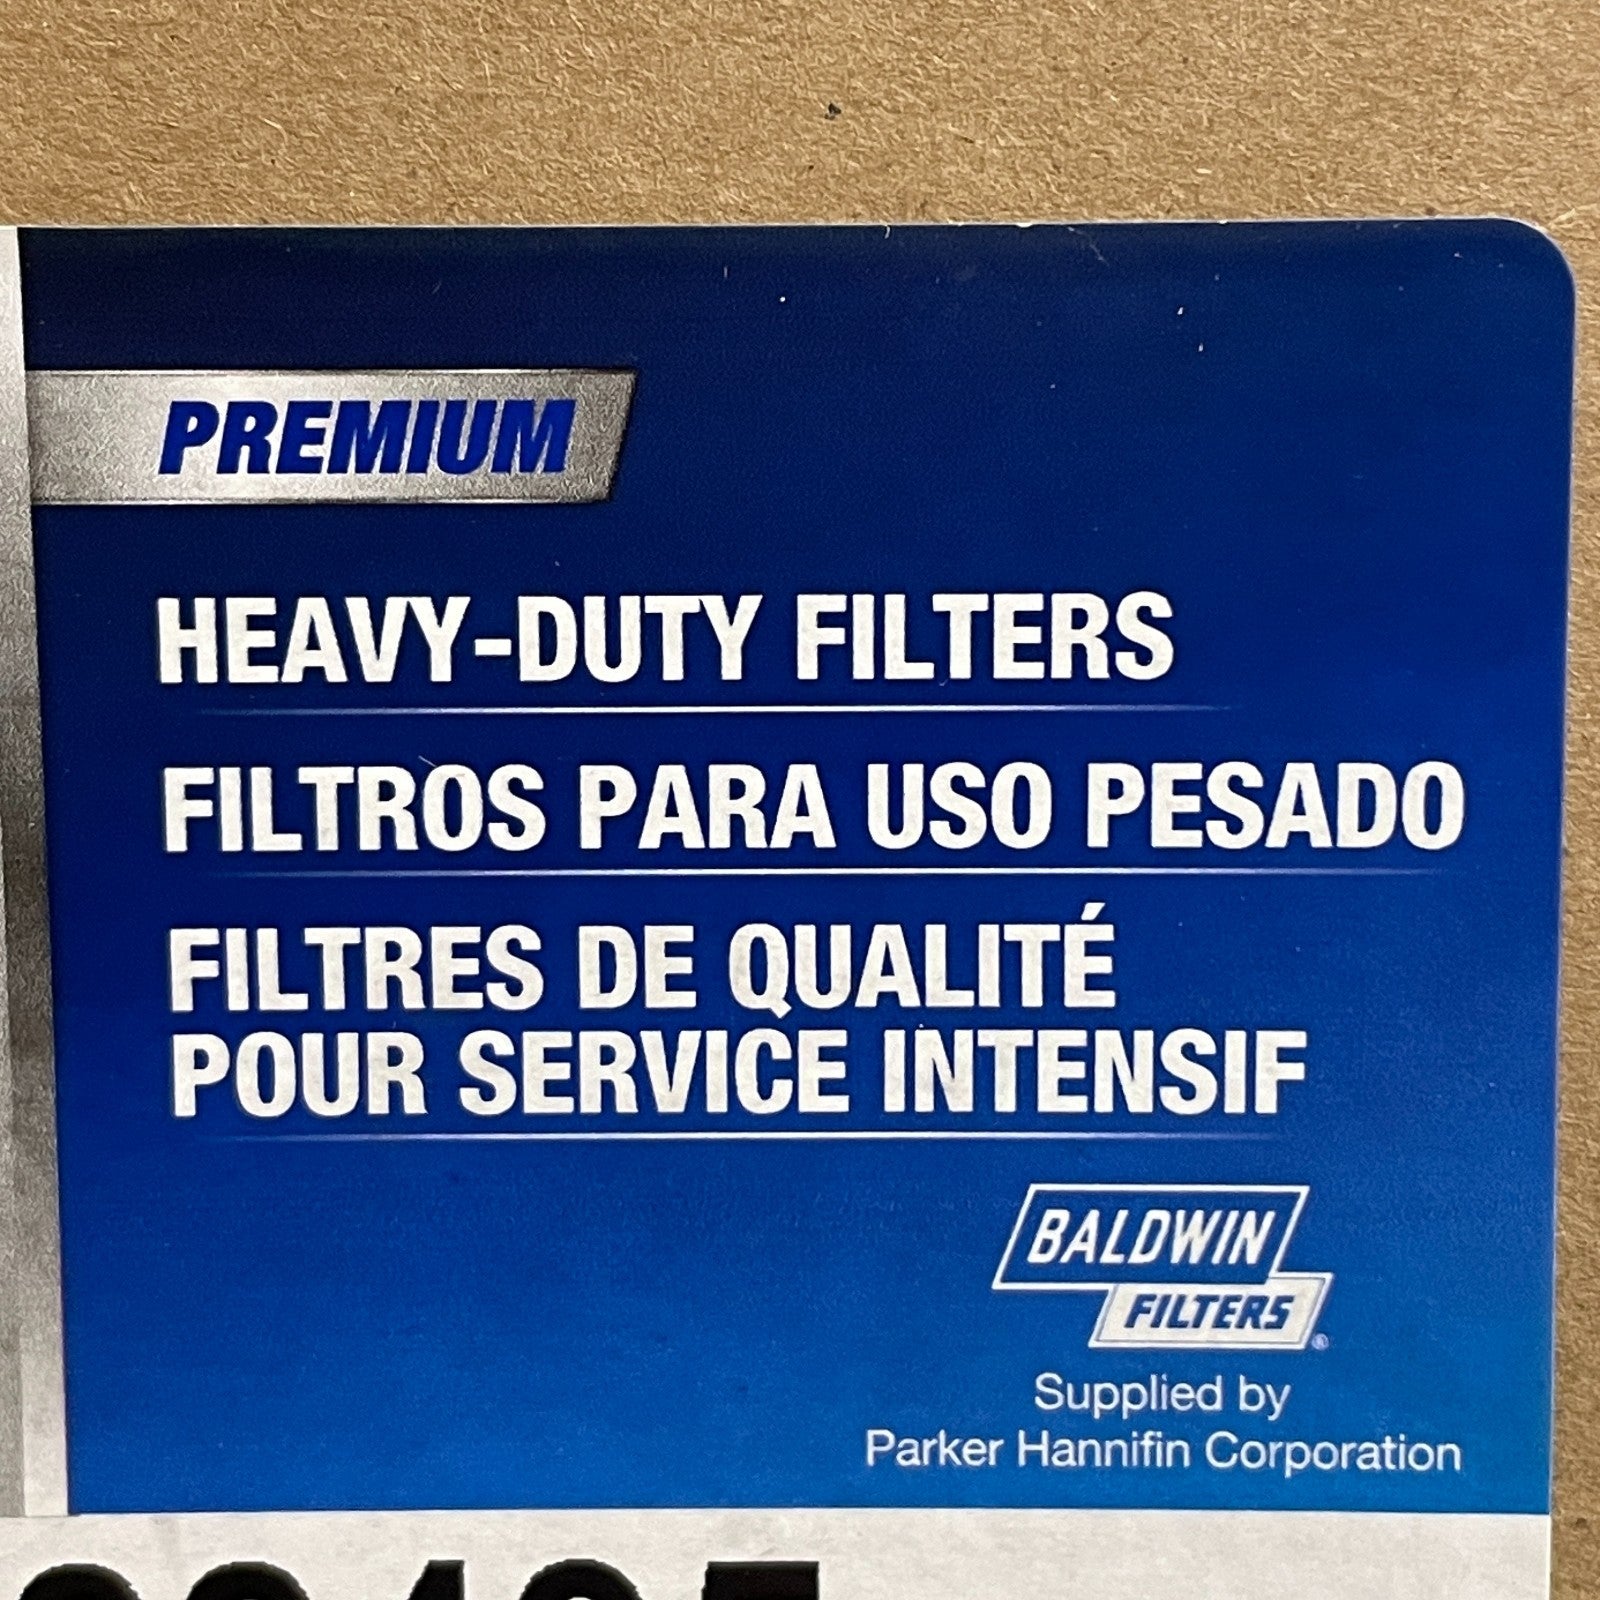 PREMIUM
HEAVY-DUTY FILTERS
FILTROS PARA USO PESADO
FILTRES DE QUALITÉ
POUR SERVICE INTENSIF
BALDWIN
FILTERS®
Supplied by
Parker Hannifin Corporation